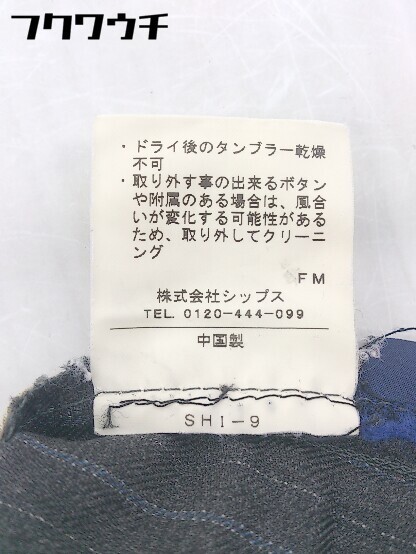 フクワウチ
・ドライ後のタンブラー乾燥
不可
・取り外す事の出来るボタン
や附属のある場合は、風合
いが変化する可能性がある
ため、取り外してクリーニ
ング
FM
株式会社シップス
TEL. 0120-444-099
中国製
SHI-9